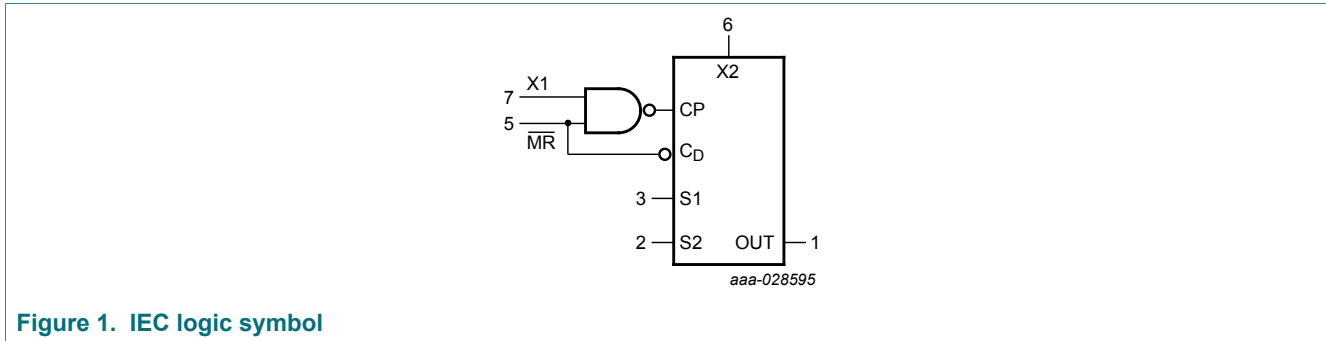 6
X2
X1
7
CP
5
MR
CD
3 S1
2 S2 OUT 1
aaa-028595
Figure 1. IEC logic symbol